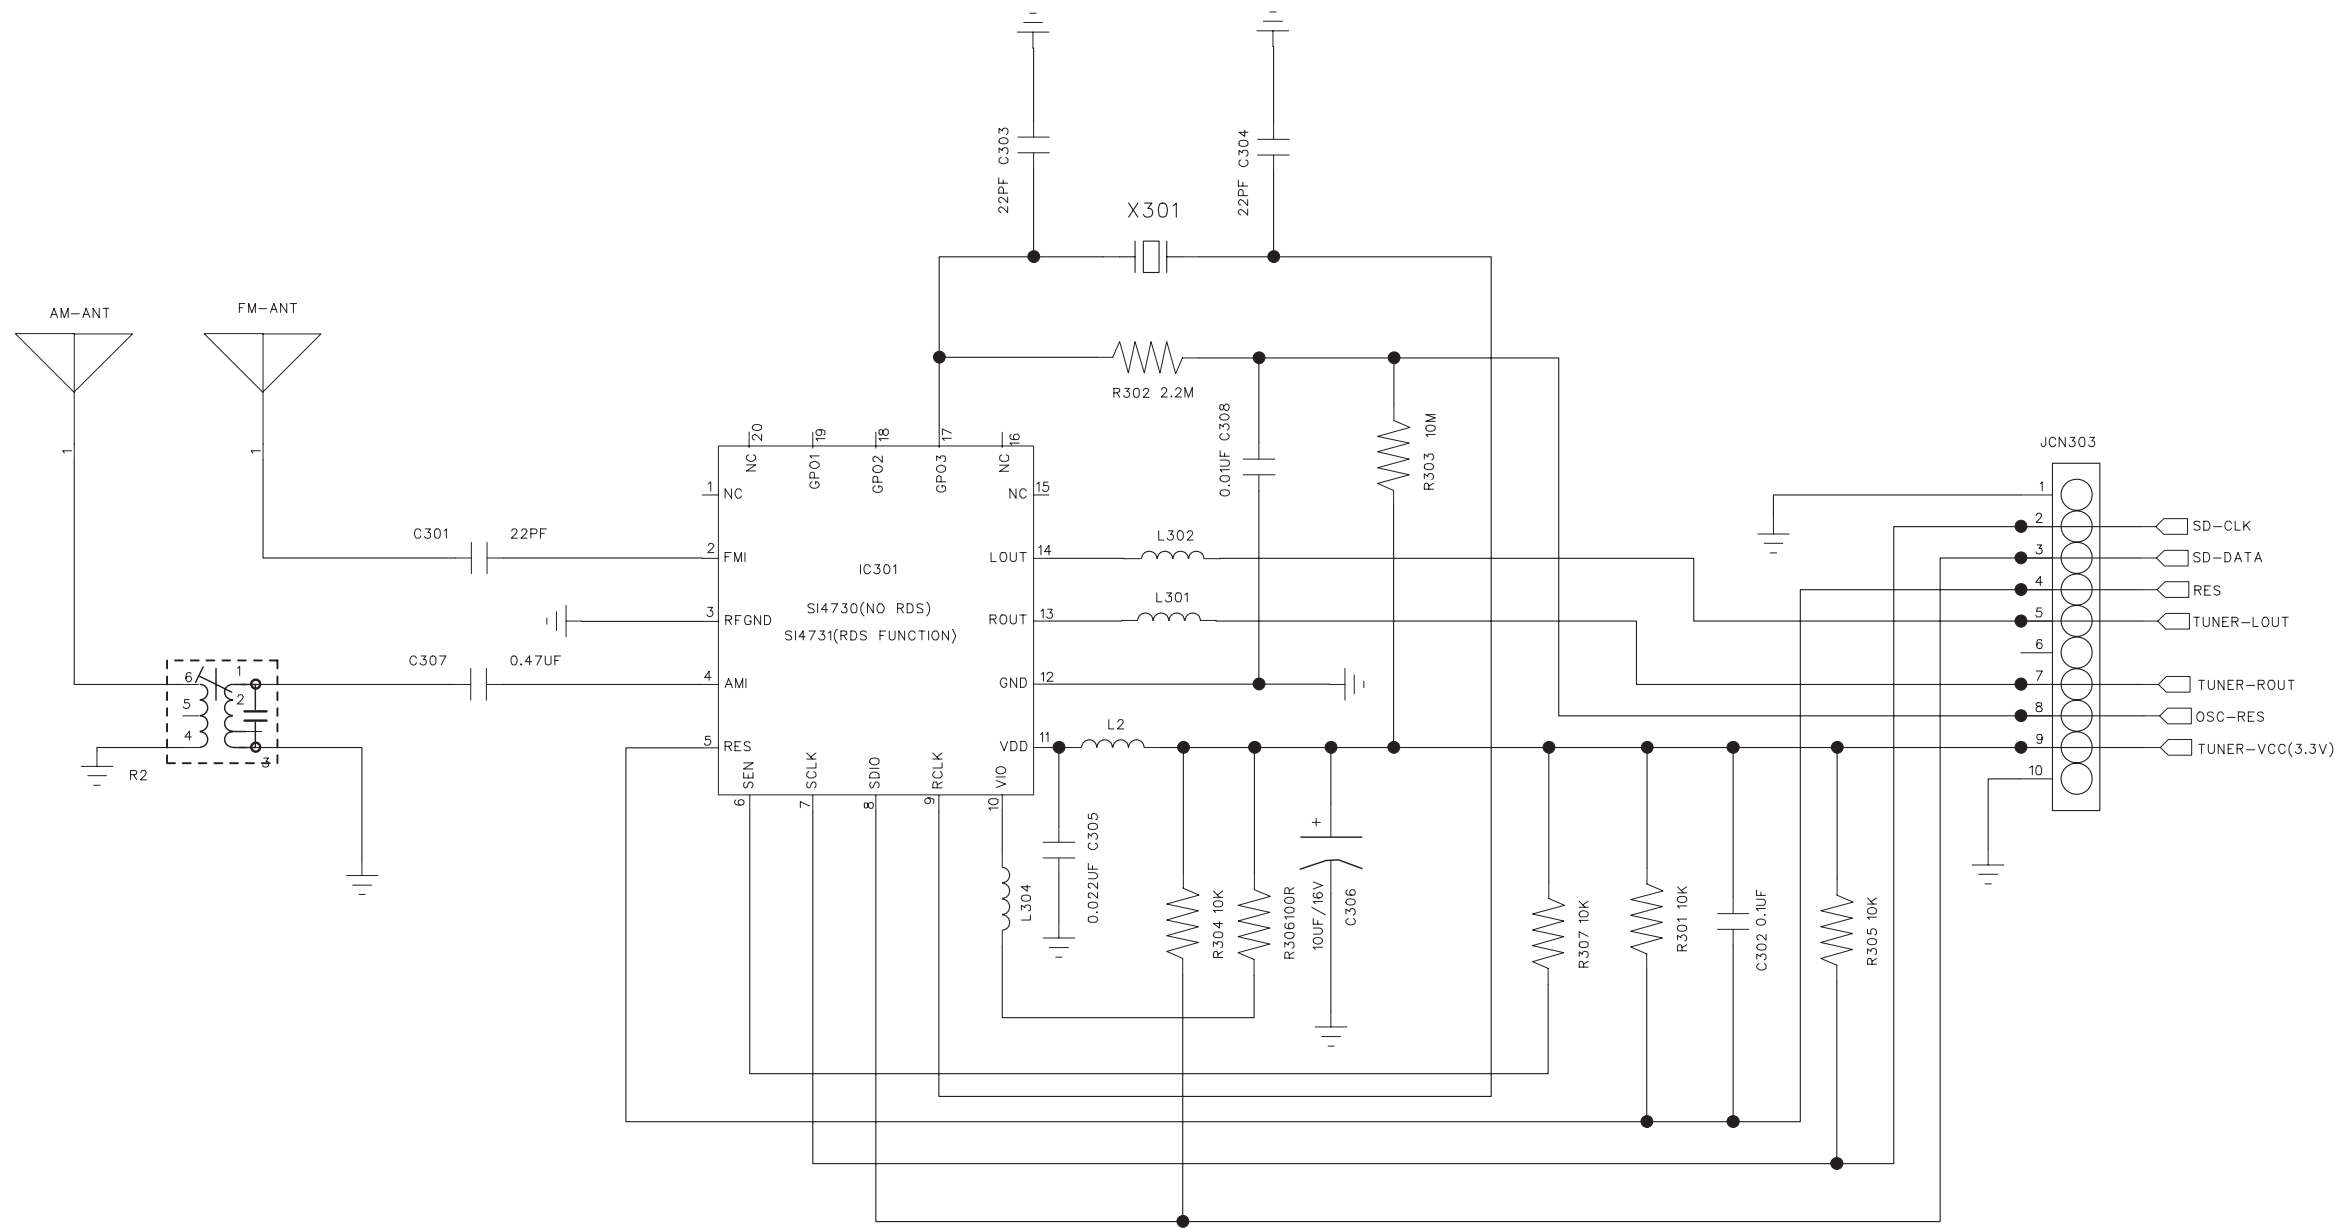 22PF C303
22PF C304
X301
AM-ANT
FM-ANT
1
1
R302 2.2M
0.01UF C308
R303 10M
JCN303
20
19
18
17
16
NC
GPO1
GPO2
GPO3
NC
1
NC
NC
15
C301
22PF
2
FMI
LOUT
14
L302
IC301
SI4730(NO RDS)
SI4731(RDS FUNCTION)
3
RFGND
ROUT
13
L301
C307
0.47UF
4
AMI
GND
12
5
RES
VDD
11
L2
SEN
SCLK
SDIO
RCLK
VIO
6
7
8
9
10
6
5
4
1
2
3
R2
L304
0.022UF C305
R304 10K
R306100R
+
10UF/16V
C306
R307 10K
R301 10K
C302 0.1UF
R305 10K
1
2
SD-CLK
3
SD-DATA
4
RES
5
TUNER-LOUT
6
7
TUNER-ROUT
8
OSC-RES
9
TUNER-VCC(3.3V)
10